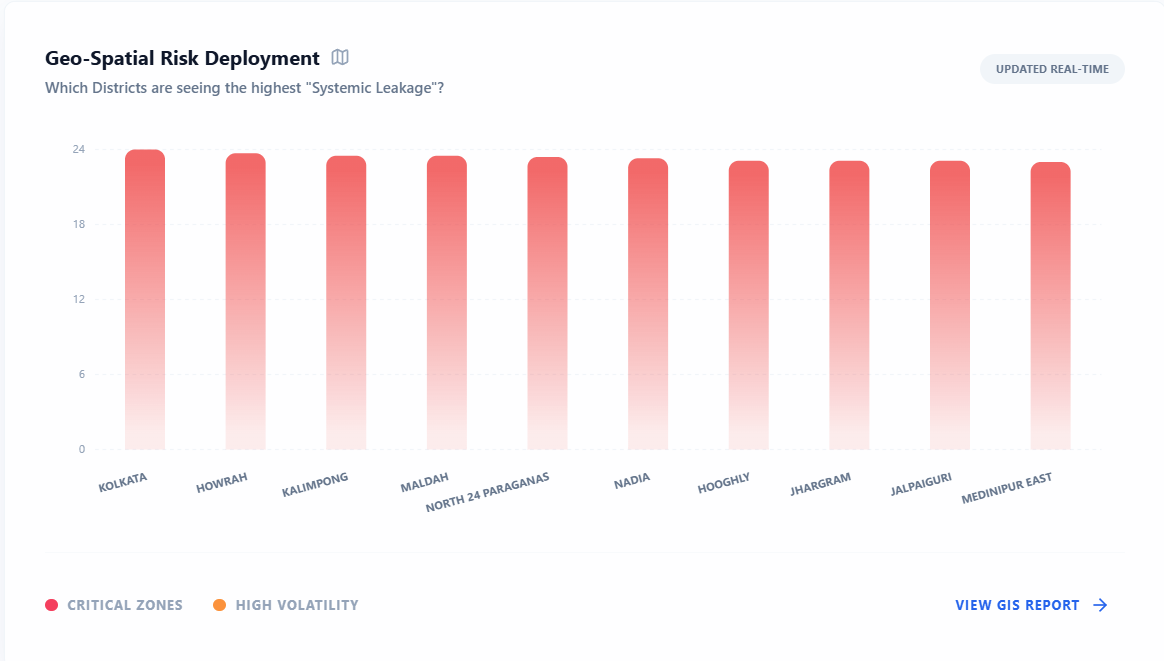 Geo-Spatial Risk Deployment
UPDATED REAL-TIME
Which Districts are seeing the highest "Systemic Leakage"?
24
18
12
6
0
KOLKATA
HOWRAH
KALIMPONG
MALDAH
NORTH 24 PARAGANAS
NADIA
HOOGHLY
JHARGRAM
JALPAIGURI
MEDINIPUR EAST
CRITICAL ZONES
HIGH VOLATILITY
VIEW GIS REPORT